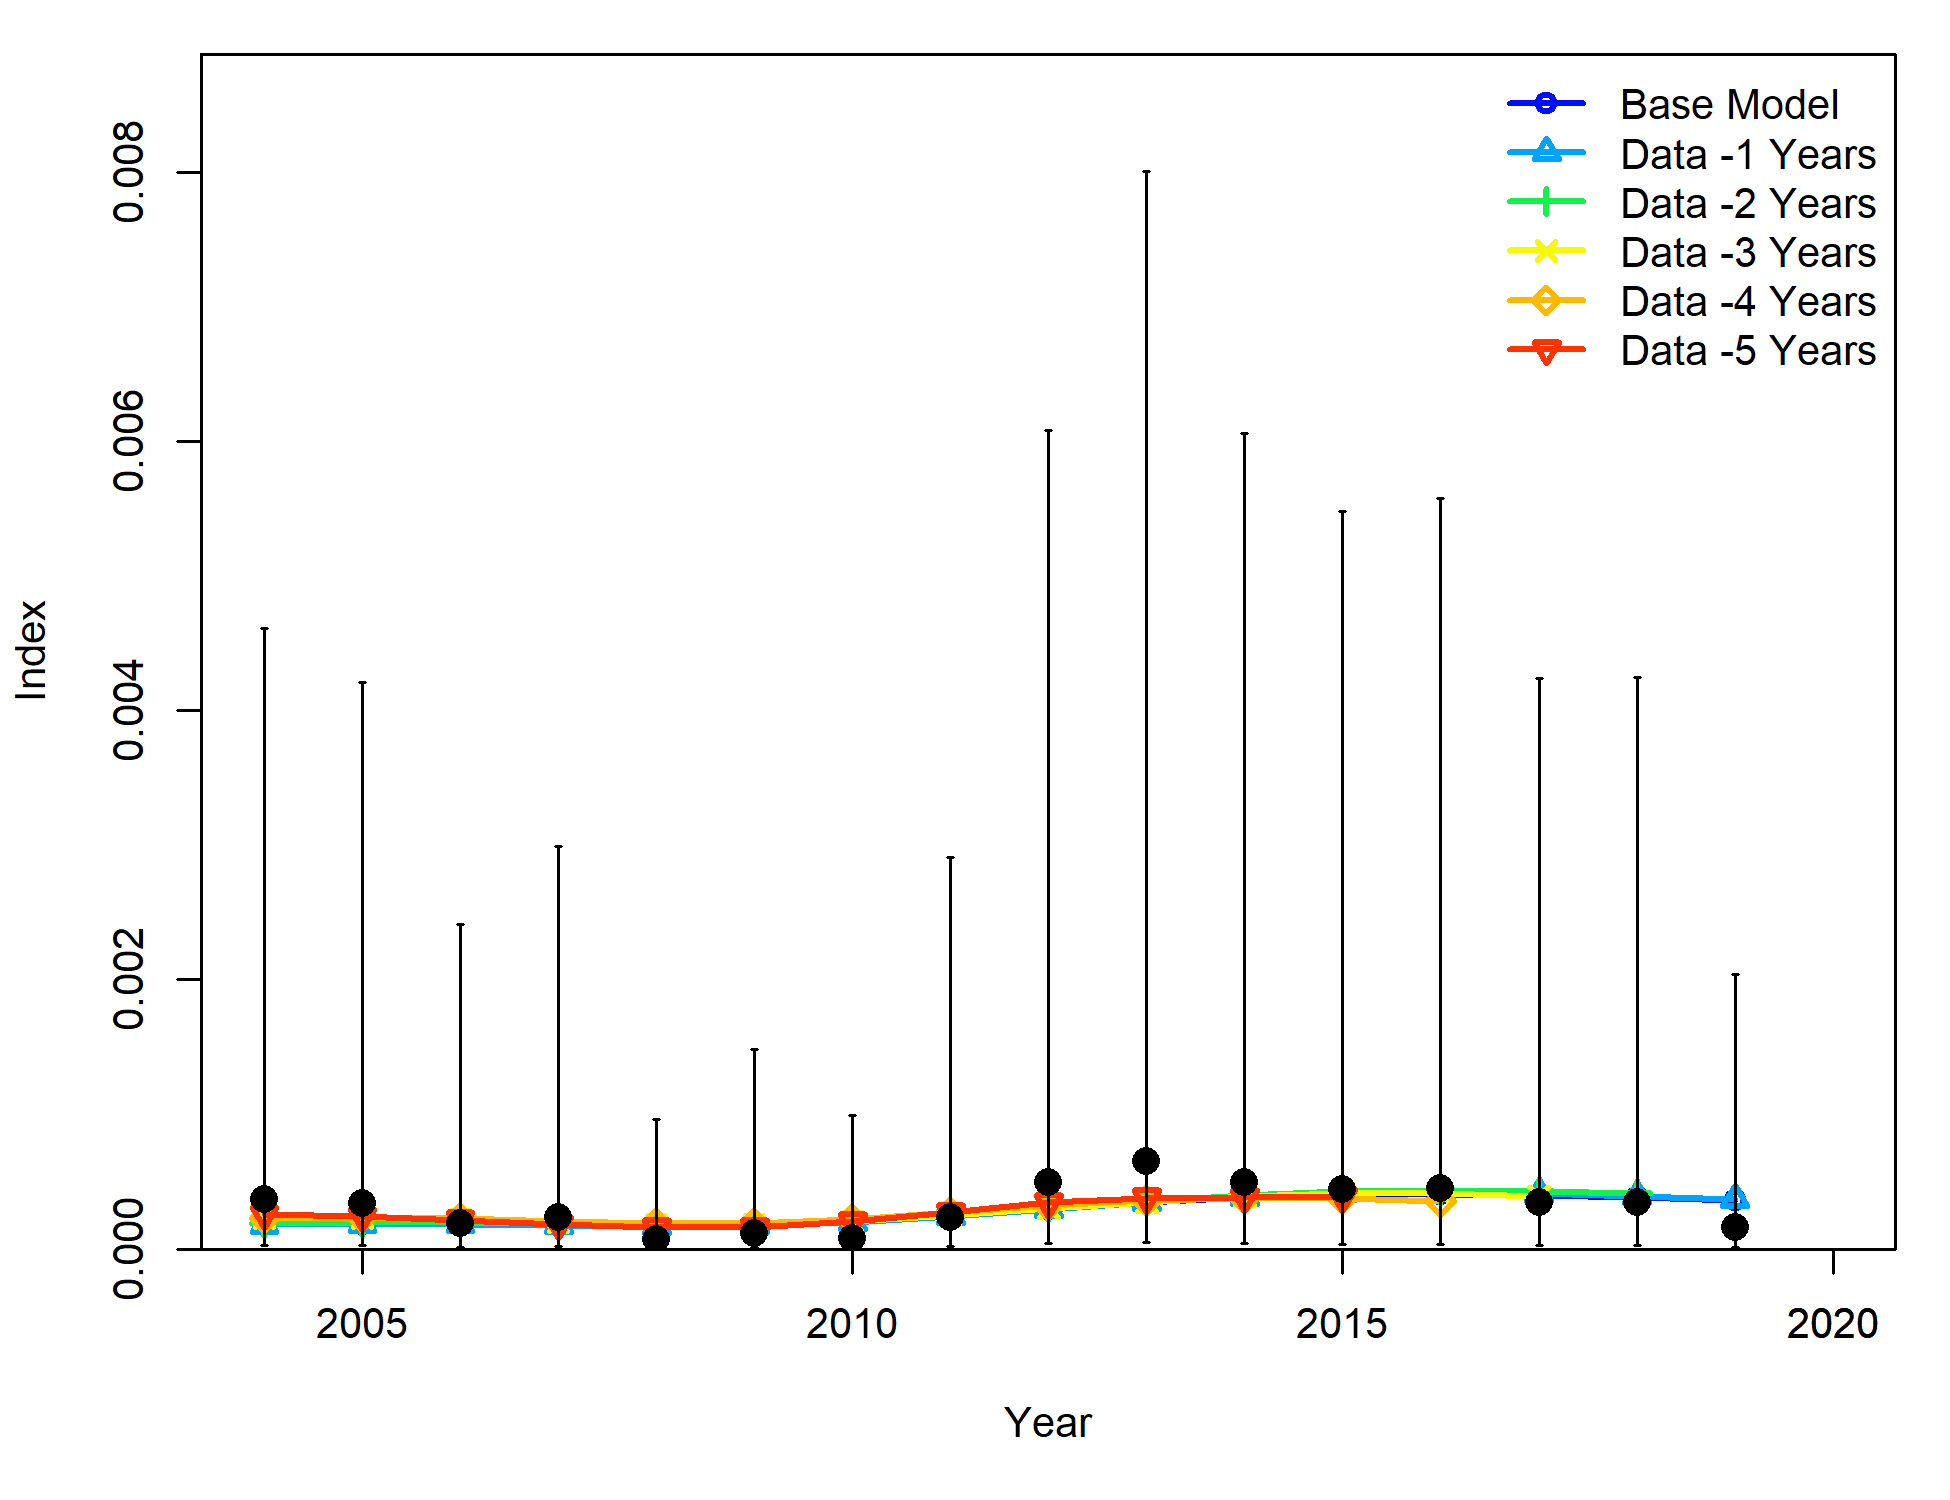 Base Model
Data -1 Years
Data -2 Years
Data -3 Years
Data -4 Years
Data -5 Years
0.008
0.006
0.004
0.002
0.000
Index
2005 2010 2015 2020
Year